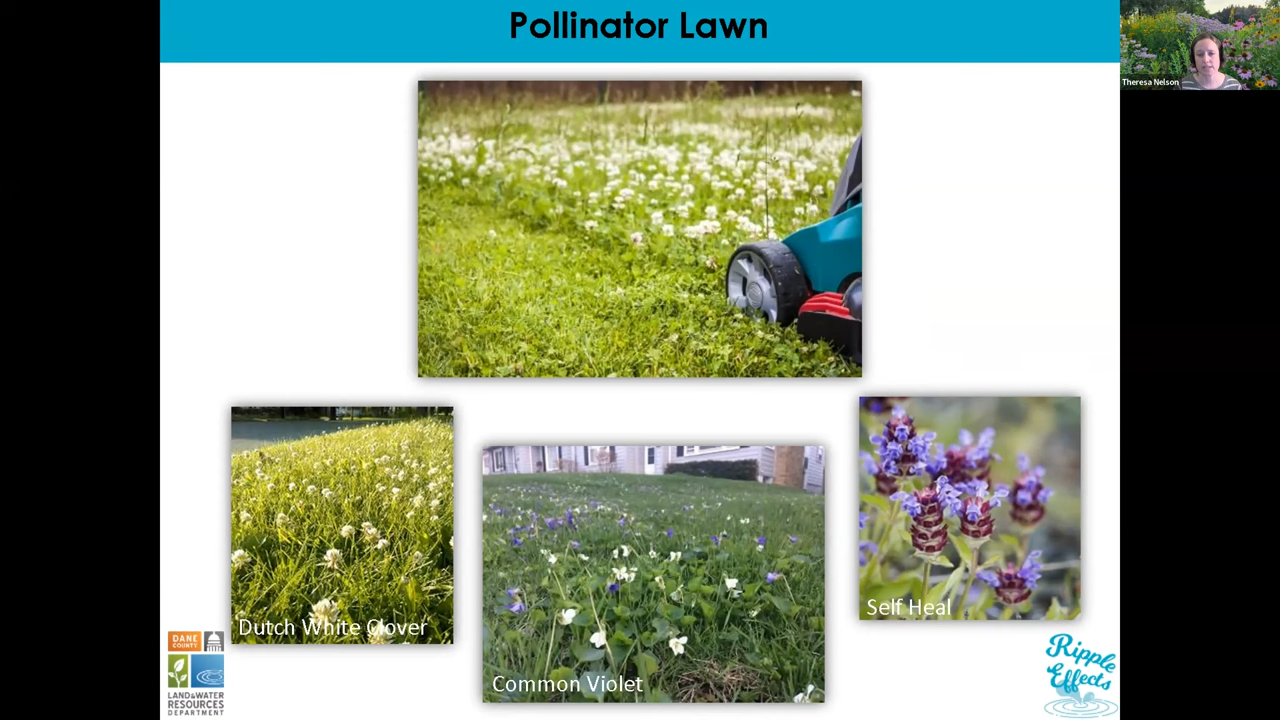 Pollinator Lawn
Theresa Nelson
Dutch White Clover
Common Violet
Self Heal
DANE
COUNTY
LAND & WATER
RESOURCES
DEPARTMENT
Ripple
Effects